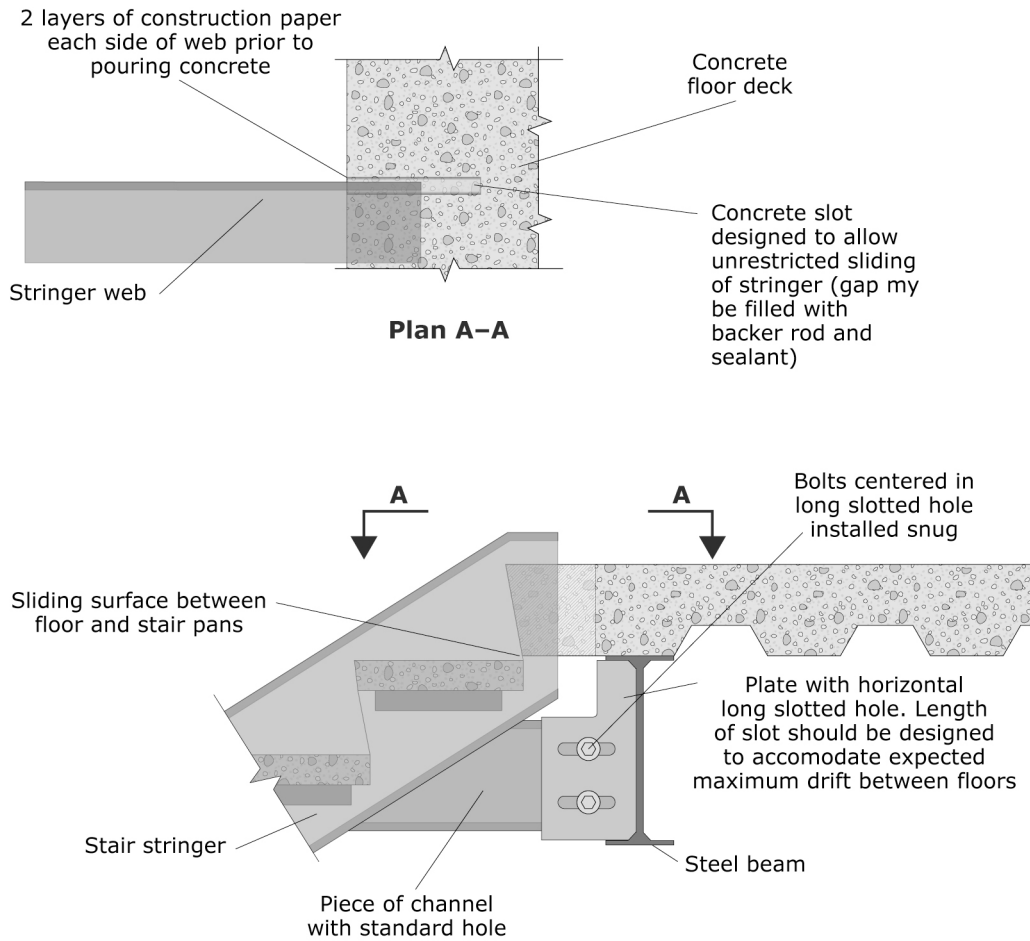 2 layers of construction paper
each side of web prior to
pouring concrete
Concrete
floor deck
Stringer web
Concrete slot
designed to allow
unrestricted sliding
of stringer (gap my
be filled with
backer rod and
sealant)
Plan A–A
A
A
Bolts centered in
long slotted hole
installed snug
Sliding surface between
floor and stair pans
Plate with horizontal
long slotted hole. Length
of slot should be designed
to accomodate expected
maximum drift between floors
Stair stringer
Steel beam
Piece of channel
with standard hole